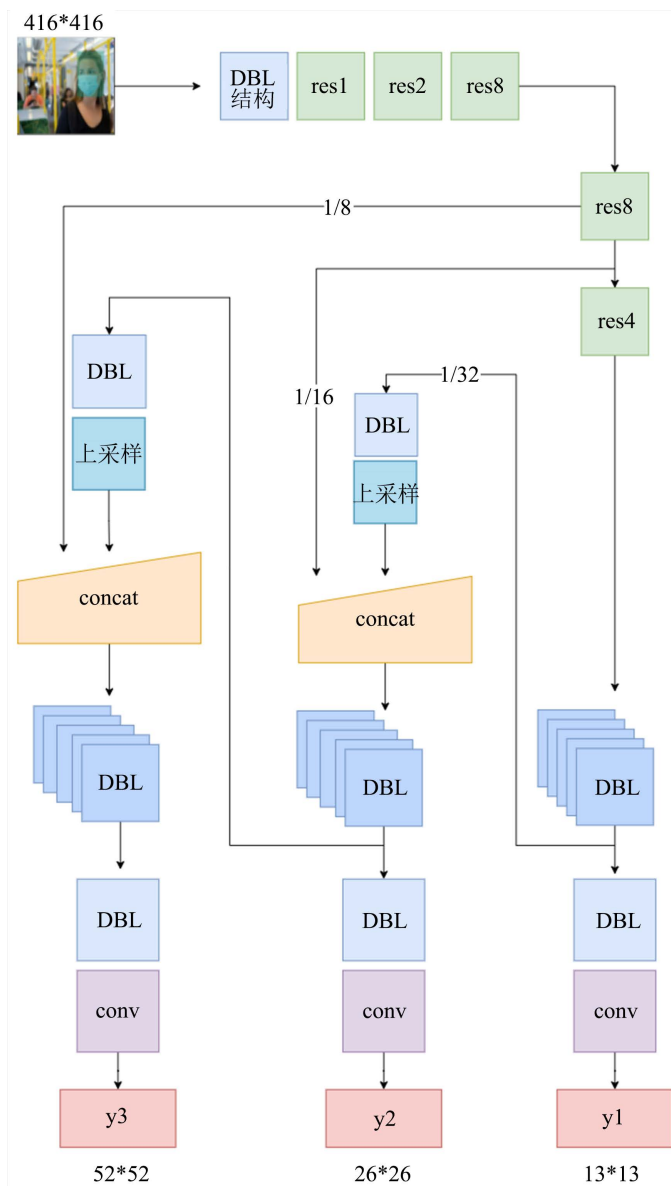 416*416
DBL
结构
res1
res2
res8
res8
1/8
res4
DBL
1/32
1/16
DBL
上采样
上采样
concat
concat
DBL
DBL
DBL
DBL
DBL
DBL
conv
conv
conv
y3
y2
y1
52*52
26*26
13*13